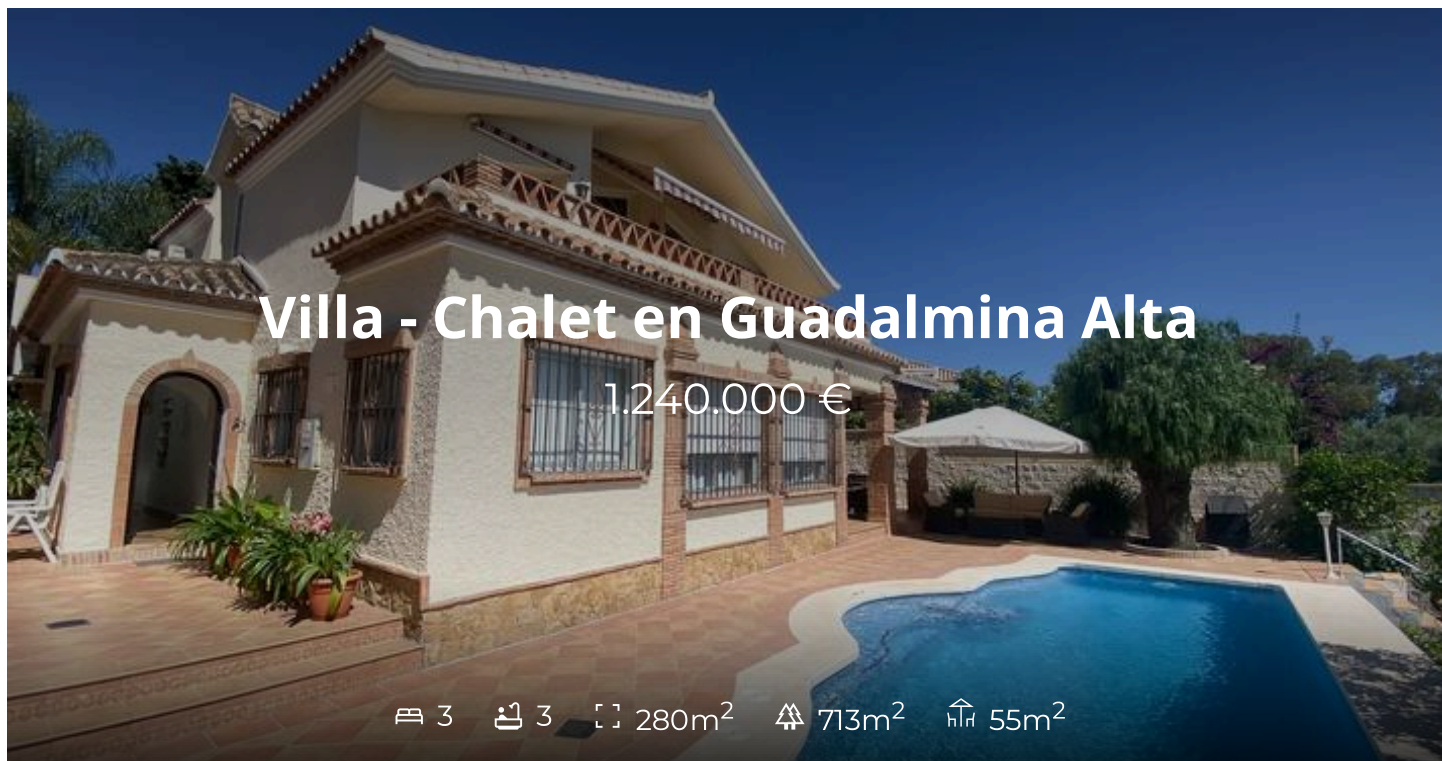 Villa - Chalet en Guadalmina Alta
1.240.000 €
3 3 280m² 713m² 55m²